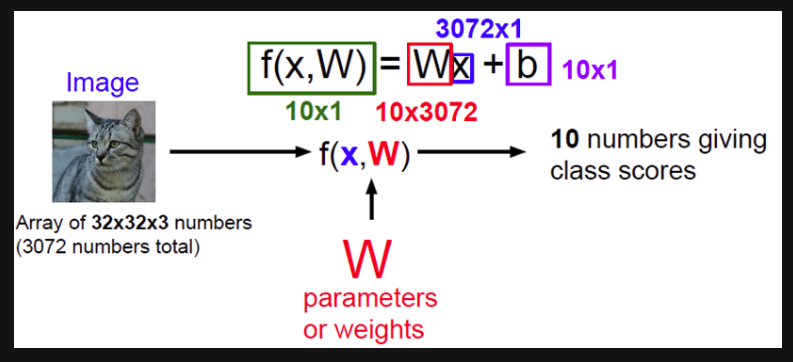 3072x1
f(x,W) = Wx + b 10x1
10x1 10x3072
Image
f(x,W)
10 numbers giving
class scores
Array of 32x32x3 numbers
(3072 numbers total)
W
parameters
or weights